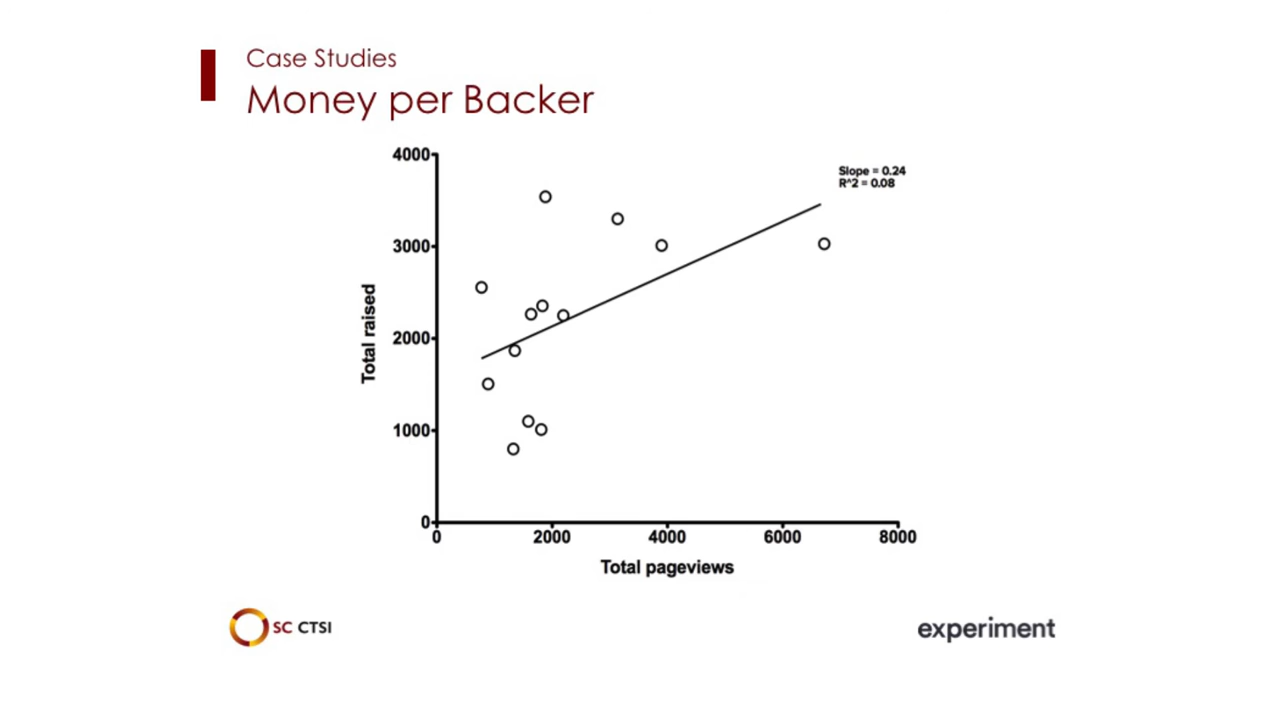 Case Studies
Money per Backer
4000
Slope = 0.24
R^2 = 0.08
3000
2000
1000
0
Total raised
0 2000 4000 6000 8000
Total pageviews
SC CTSI
experiment